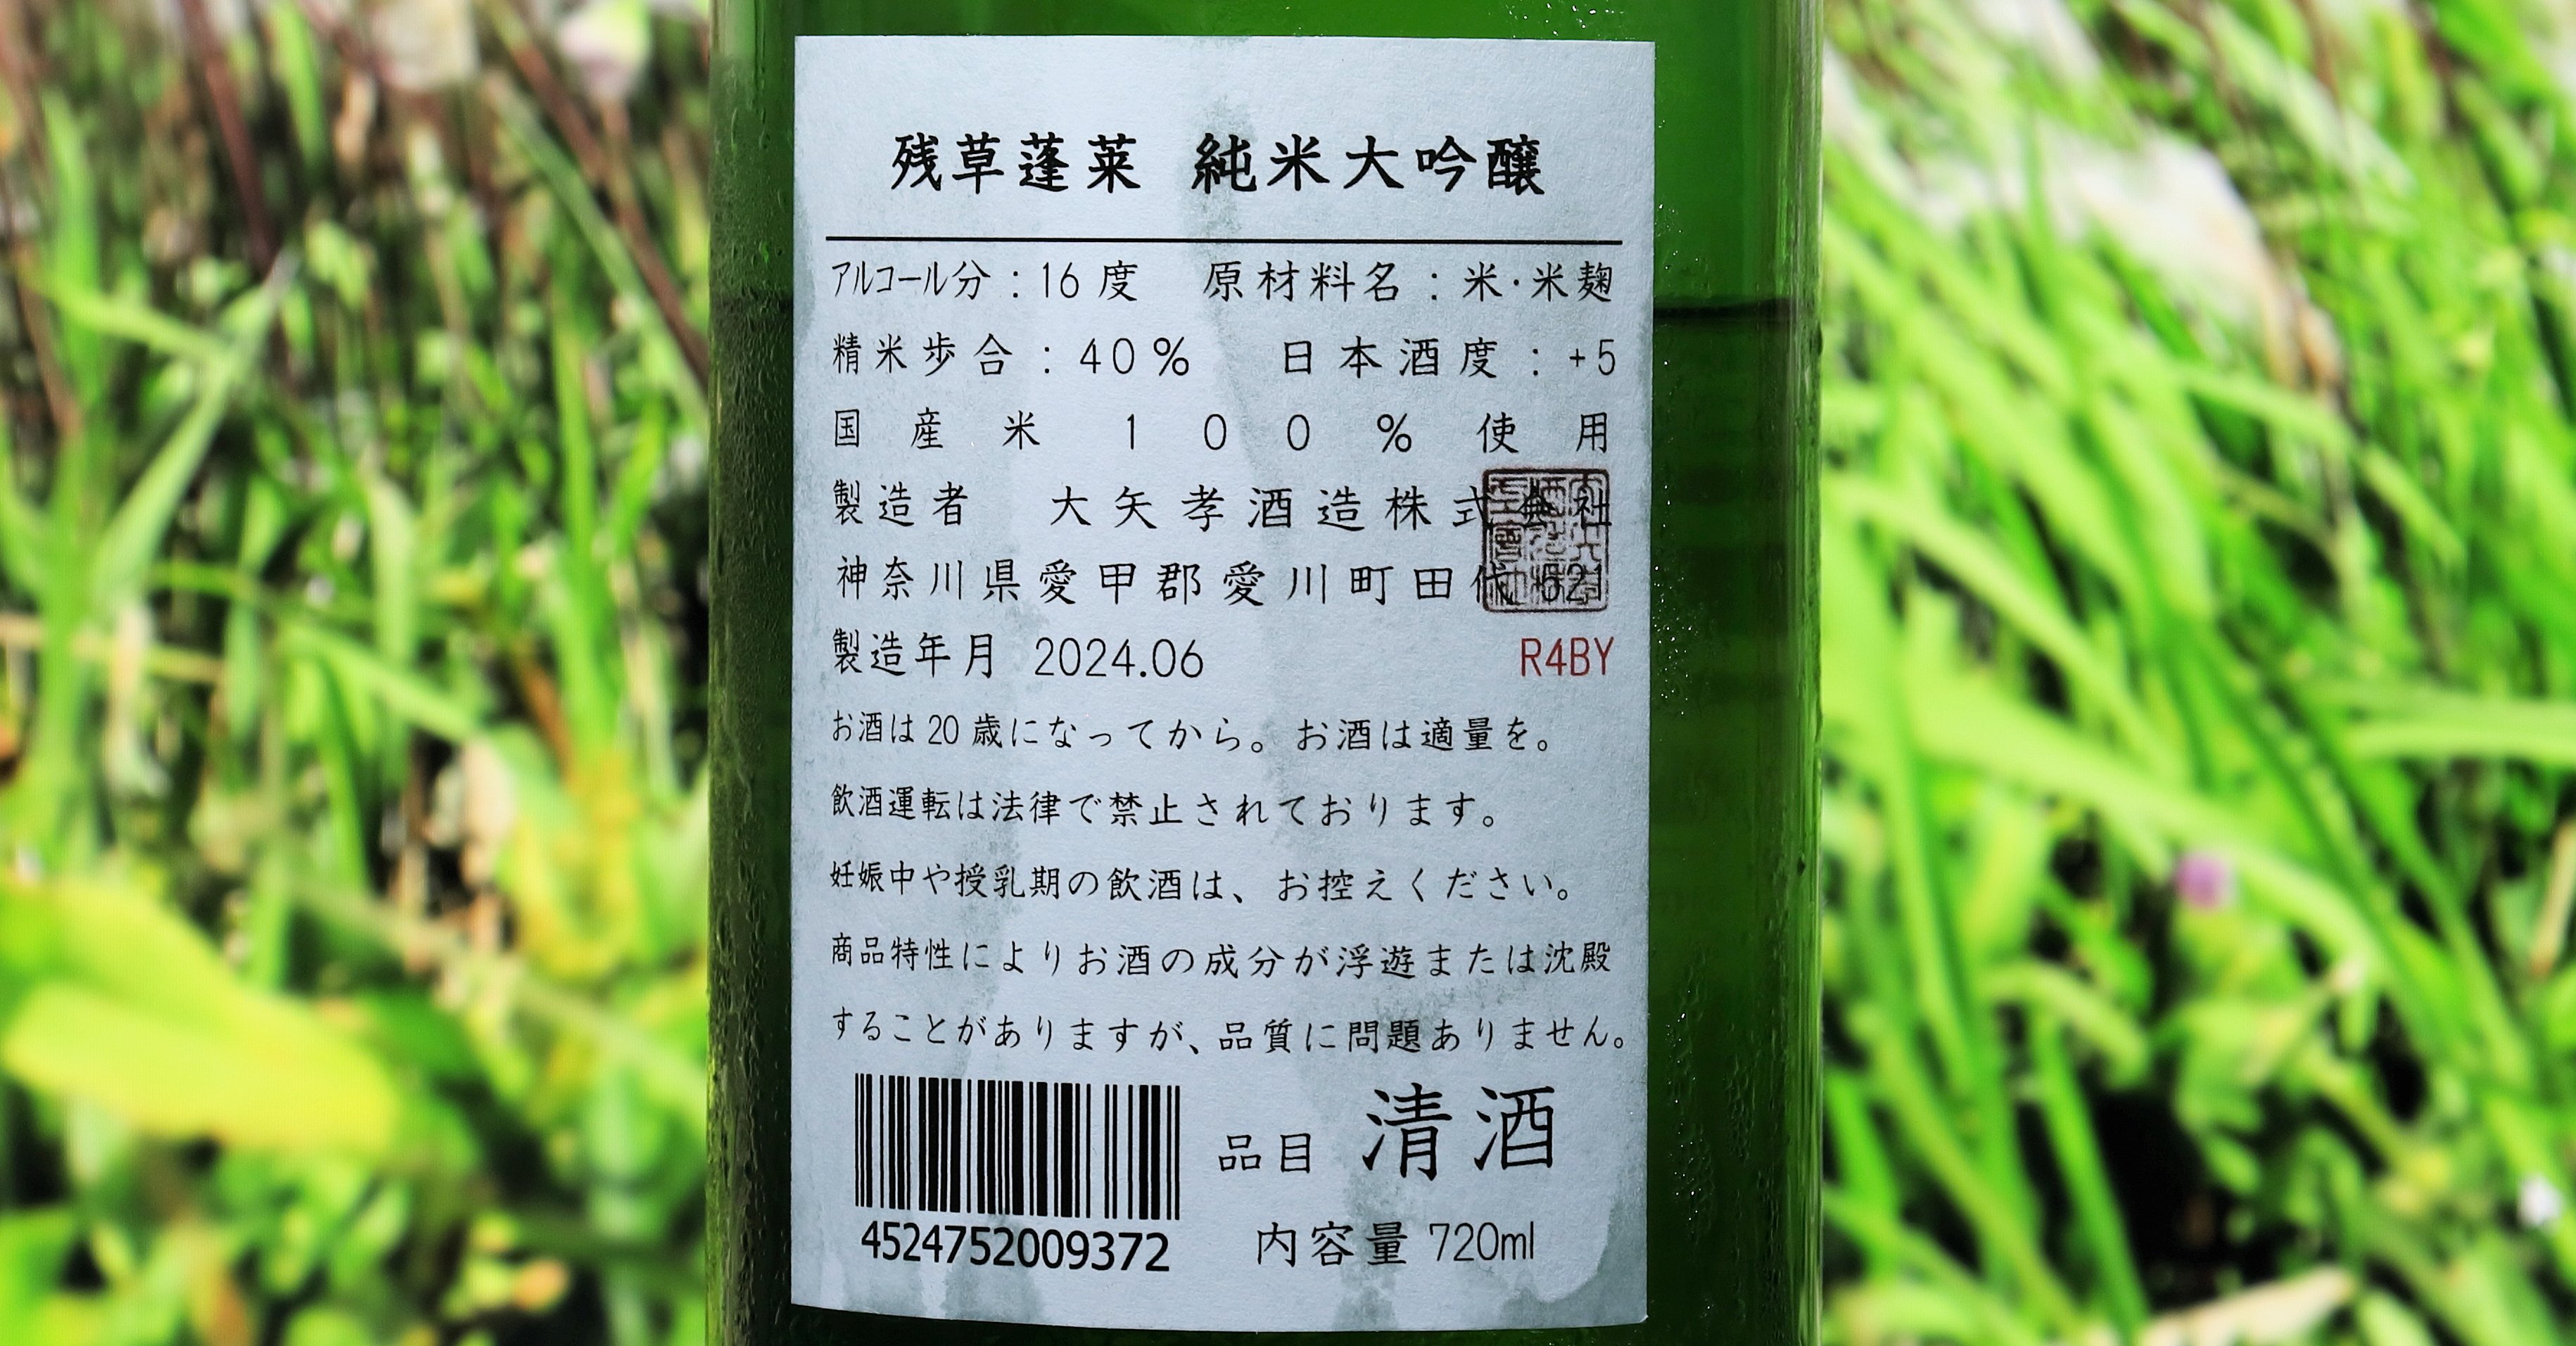 残草蓬莱 純米大吟醸
アルコール分:16度 原材料名:米·米麹
精米歩合:40% 日本酒度:+5
国産米100%使用
製造者 大矢孝酒造株式会社
神奈川県愛甲郡愛川町田代 521
製造年月 2024.06 R4BY
お酒は20歳になってから。お酒は適量を。
飲酒運転は法律で禁止されております。
妊娠中や授乳期の飲酒は、お控えください。
商品特性によりお酒の成分が浮遊または沈殿
することがありますが、品質に問題ありません。
品目 清酒
4524752009372
内容量 720ml